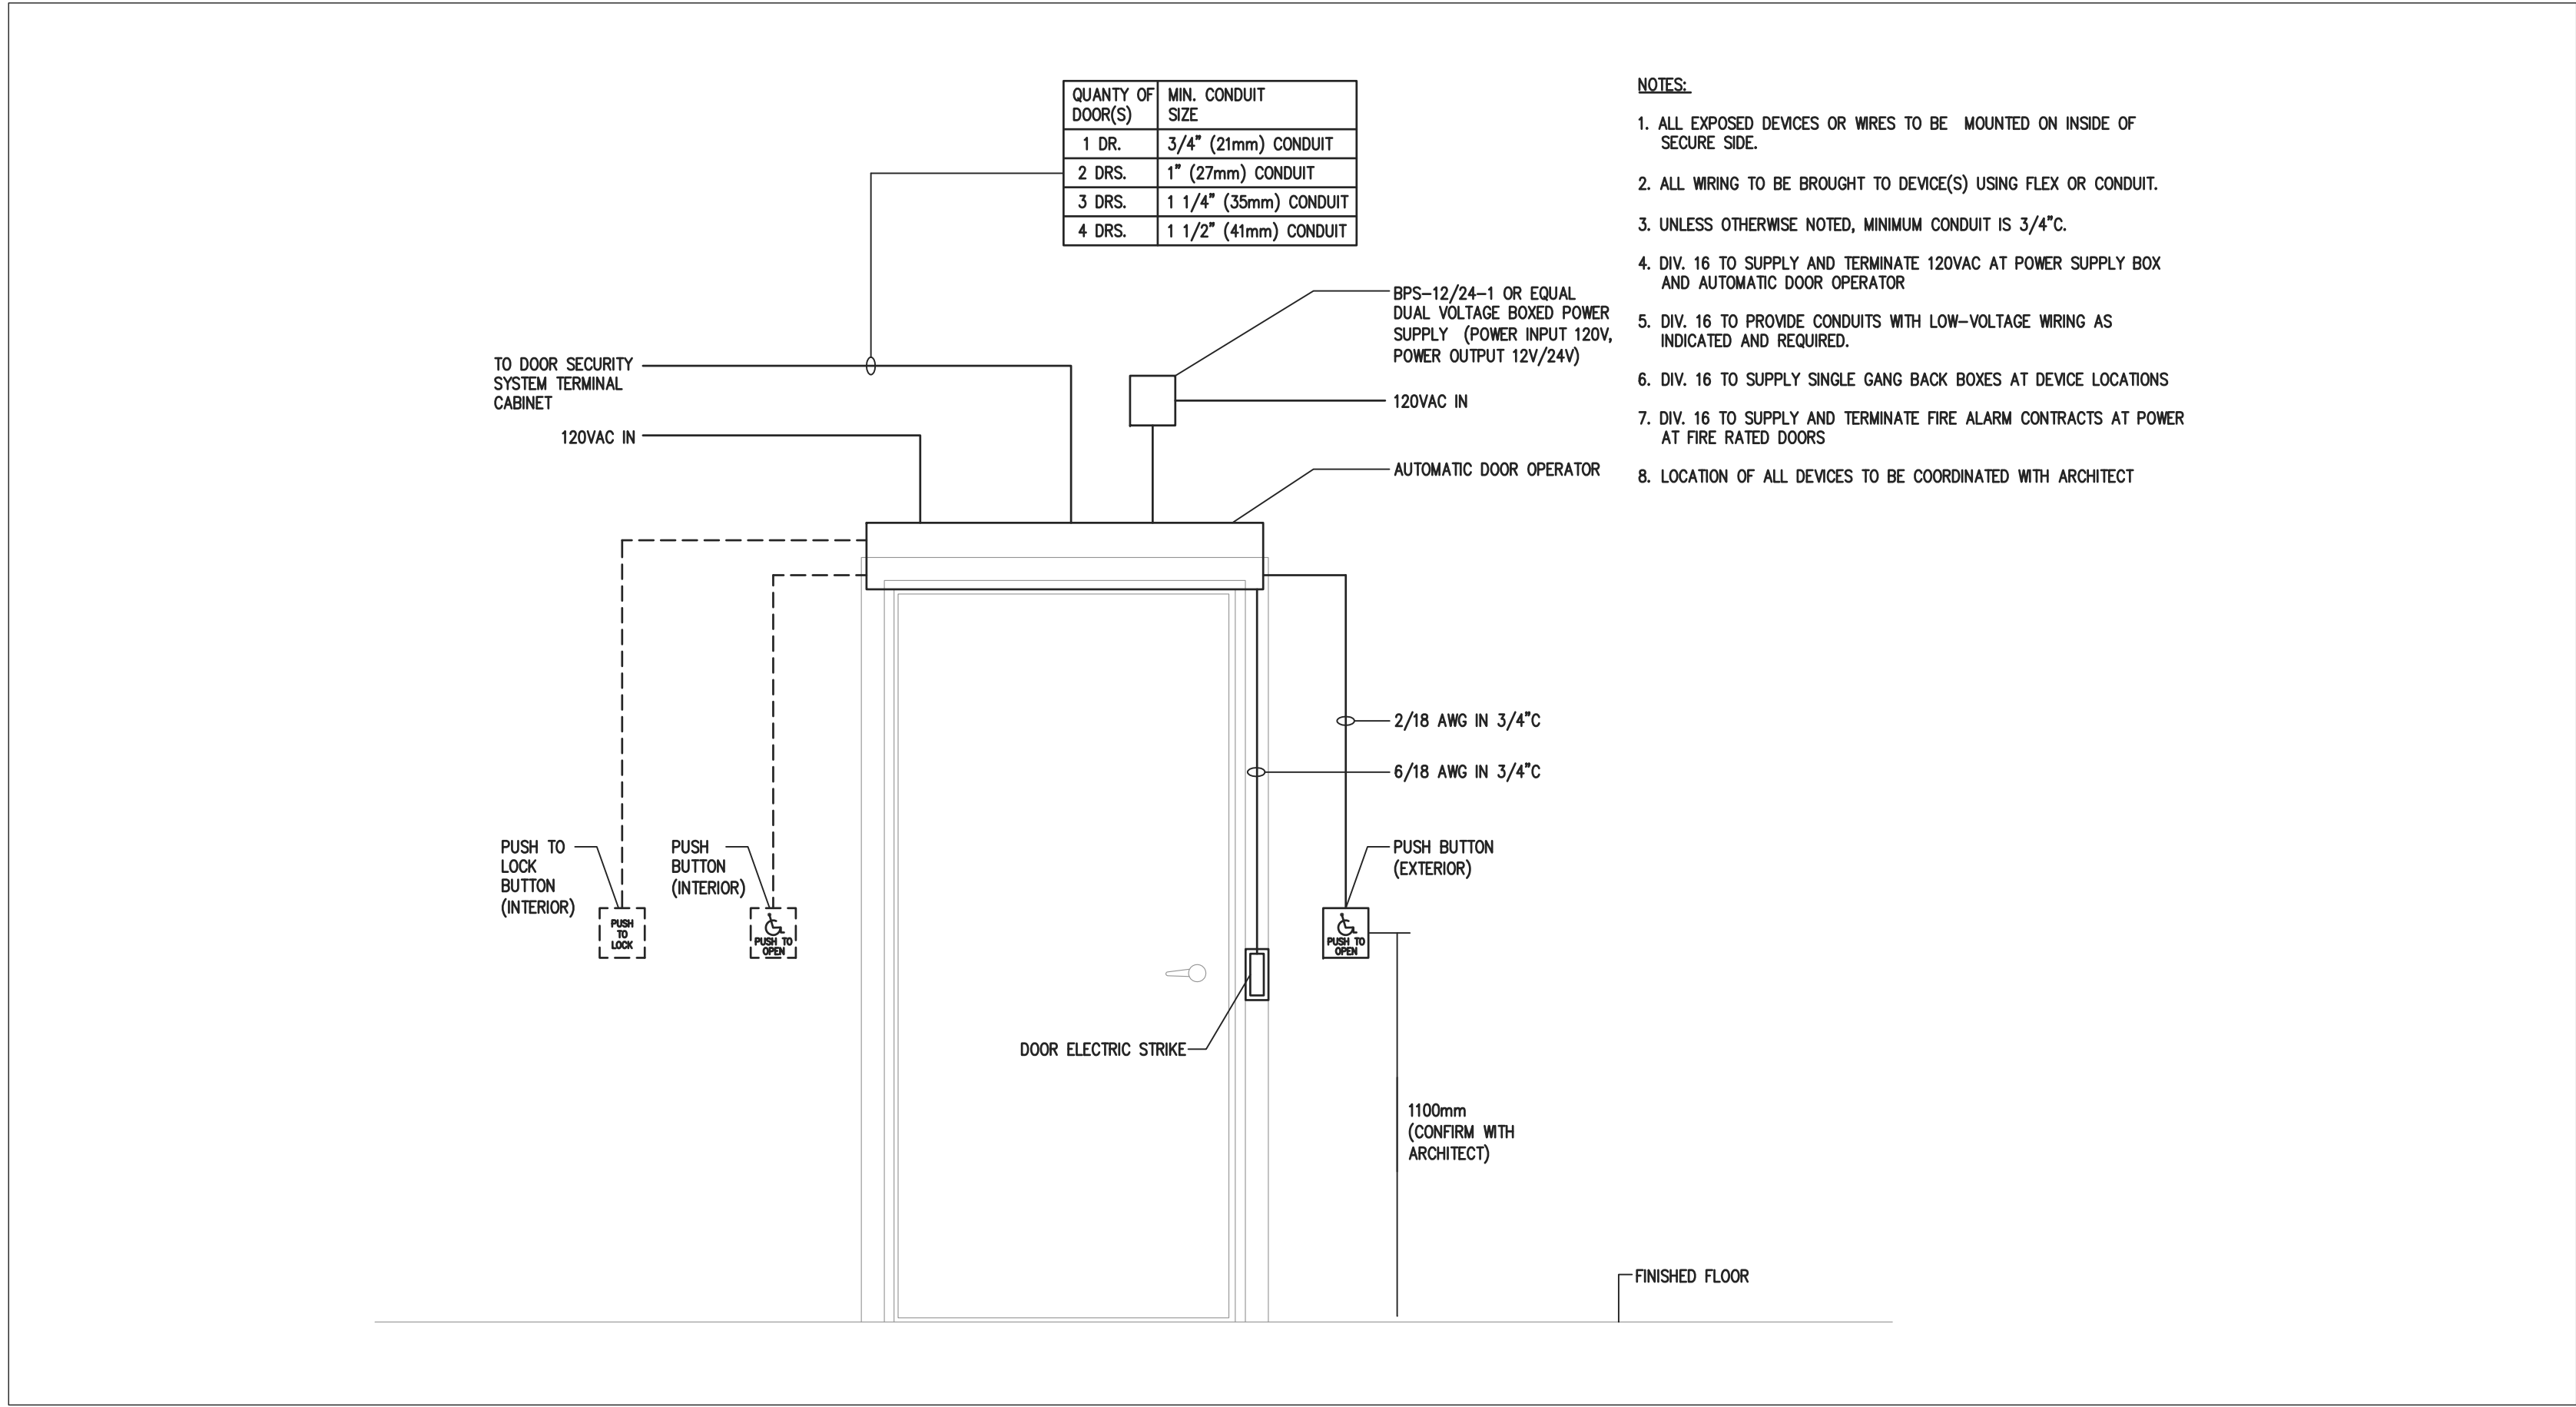 QUANTY OF
DOOR(S)
MIN. CONDUIT
SIZE
1 DR.
3/4" (21mm) CONDUIT
2 DRS.
1" (27mm) CONDUIT
3 DRS.
1 1/4" (35mm) CONDUIT
4 DRS.
1 1/2" (41mm) CONDUIT
NOTES:
1. ALL EXPOSED DEVICES OR WIRES TO BE MOUNTED ON INSIDE OF
SECURE SIDE.
2. ALL WIRING TO BE BROUGHT TO DEVICE(S) USING FLEX OR CONDUIT.
3. UNLESS OTHERWISE NOTED, MINIMUM CONDUIT IS 3/4"C.
4. DIV. 16 TO SUPPLY AND TERMINATE 120VAC AT POWER SUPPLY BOX
AND AUTOMATIC DOOR OPERATOR
5. DIV. 16 TO PROVIDE CONDUITS WITH LOW-VOLTAGE WIRING AS
INDICATED AND REQUIRED.
6. DIV. 16 TO SUPPLY SINGLE GANG BACK BOXES AT DEVICE LOCATIONS
7. DIV. 16 TO SUPPLY AND TERMINATE FIRE ALARM CONTRACTS AT POWER
AT FIRE RATED DOORS
8. LOCATION OF ALL DEVICES TO BE COORDINATED WITH ARCHITECT
BPS-12/24-1 OR EQUAL
DUAL VOLTAGE BOXED POWER
SUPPLY (POWER INPUT 120V,
POWER OUTPUT 12V/24V)
TO DOOR SECURITY
SYSTEM TERMINAL
CABINET
120VAC IN
120VAC IN
AUTOMATIC DOOR OPERATOR
2/18 AWG IN 3/4"C
6/18 AWG IN 3/4"C
PUSH TO
LOCK
BUTTON
(INTERIOR)
PUSH
BUTTON
(INTERIOR)
PUSH BUTTON
(EXTERIOR)
PUSH
TO
LOCK
PUSH TO
OPEN
PUSH TO
OPEN
DOOR ELECTRIC STRIKE
1100mm
(CONFIRM WITH
ARCHITECT)
FINISHED FLOOR